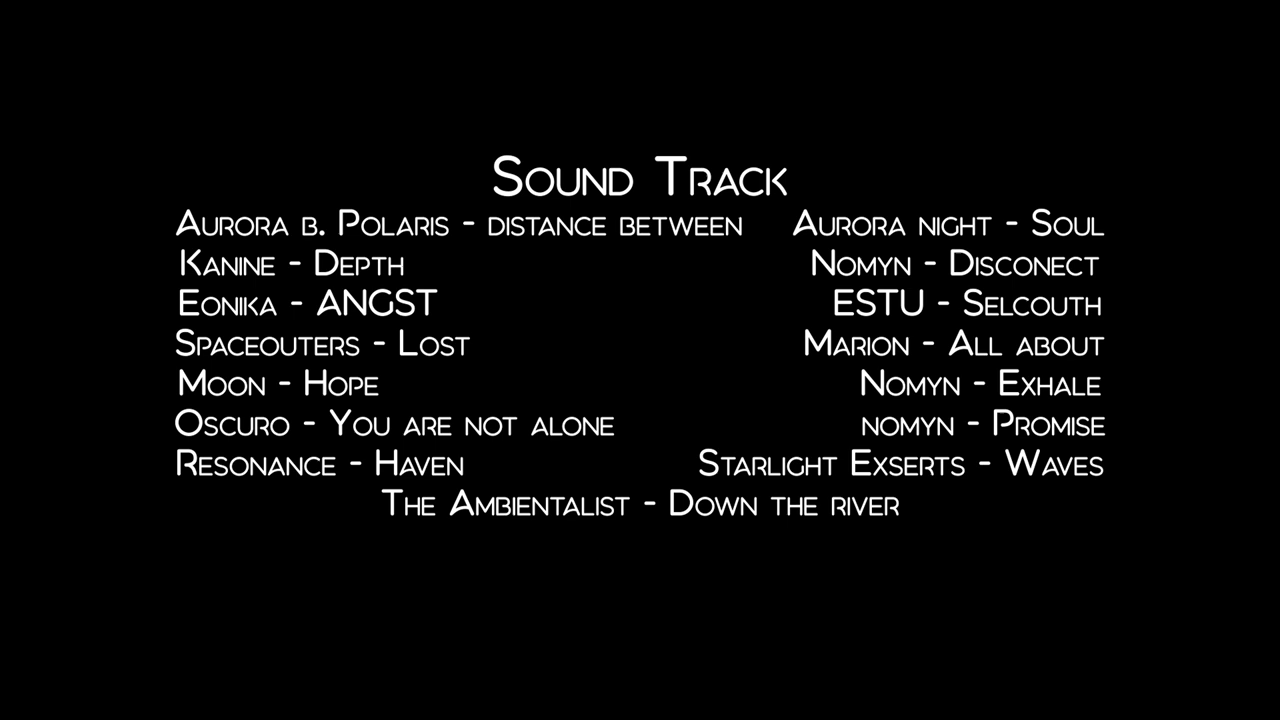 Sound Track
Aurora b. Polaris - distance between Aurora night - Soul
Kanine - Depth Nomyn - Disconect
Eonika - ANGST ESTU - Selcouth
Spaceouters - Lost Marion - All about
Moon - Hope Nomyn - Exhale
Oscuro - You are not alone nomyn - Promise
Resonance - Haven Starlight Exserts - Waves
The Ambientalist - Down the river